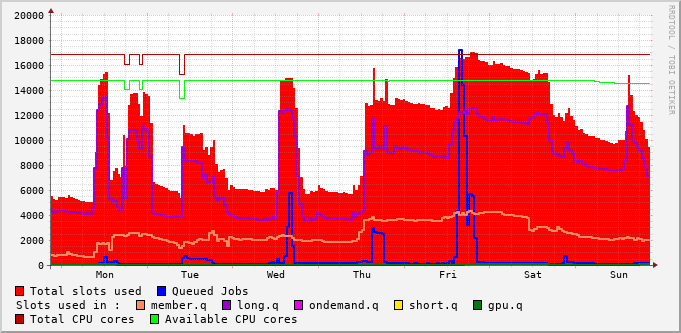 20000
18000
16000
14000
12000
10000
8000
6000
4000
2000
0
Mon Tue Wed Thu Fri Sat Sun
RRDTOOL / TOBI OETIKER
Total slots used Queued Jobs
Slots used in : member.q long.q ondemand.q short.q gpu.q
Total CPU cores Available CPU cores